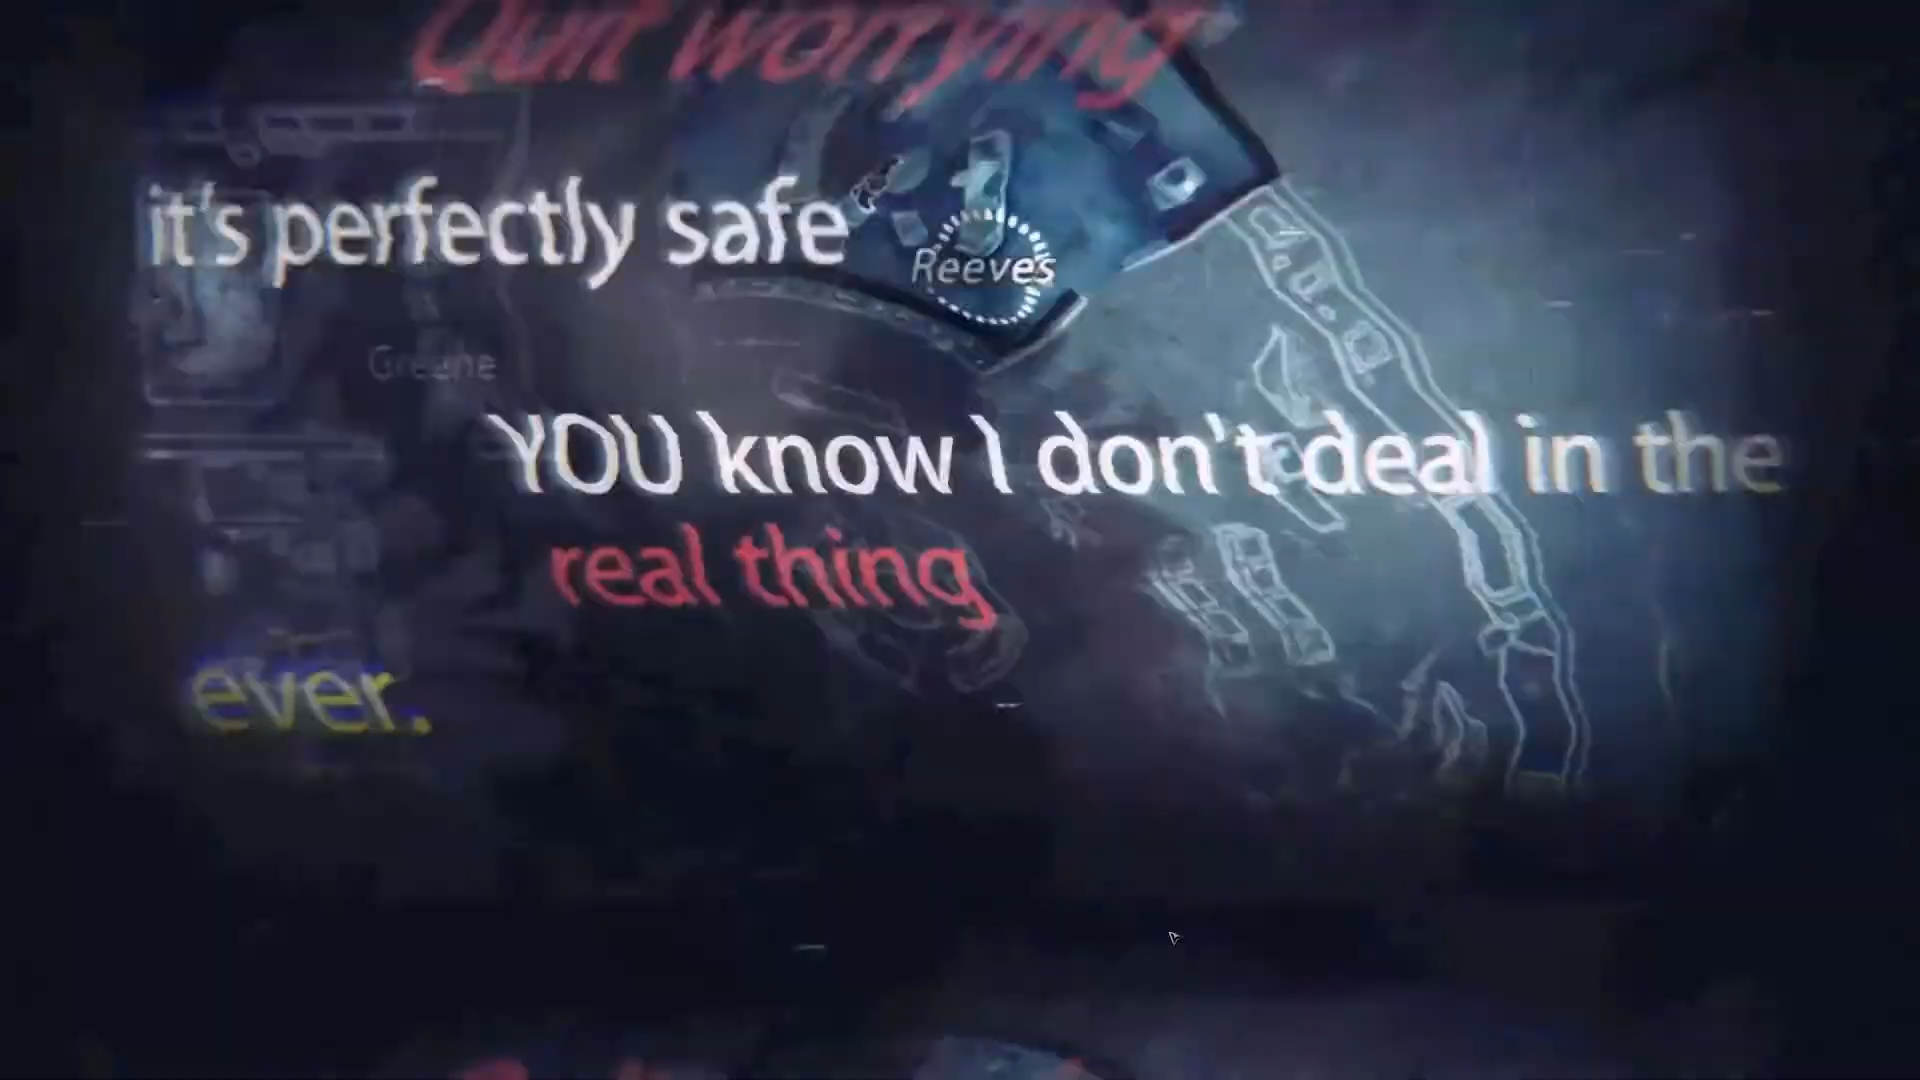 Quit worrying
it's perfectly safe
Reeves
Greene
YOU know I don't deal in the
real thing
ever.